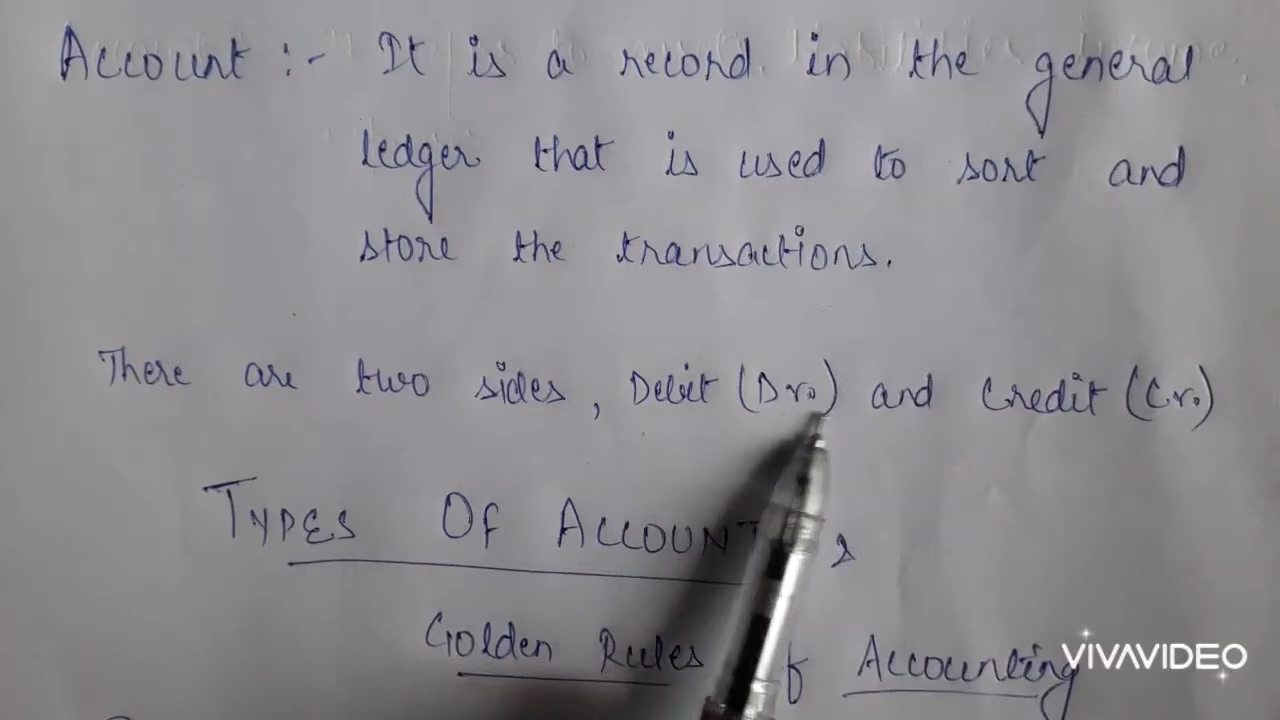 Account :- It is a record in the general
ledger that is used to sort and
store the transactions.
There are two sides, Debit (Dr.) and Credit (Cr.)
TYPES OF ACCOUNT &
Golden Rules of Accounting
VIVAVIDEO